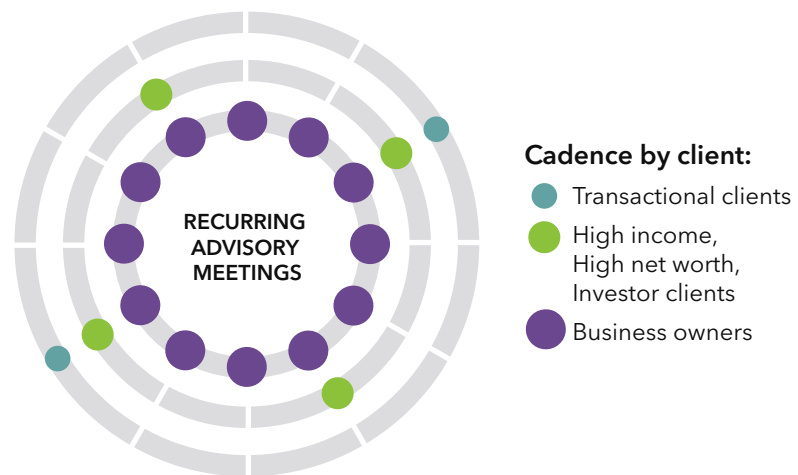 RECURRING
ADVISORY
MEETINGS
Cadence by client:
Transactional clients
High income,
High net worth,
Investor clients
Business owners